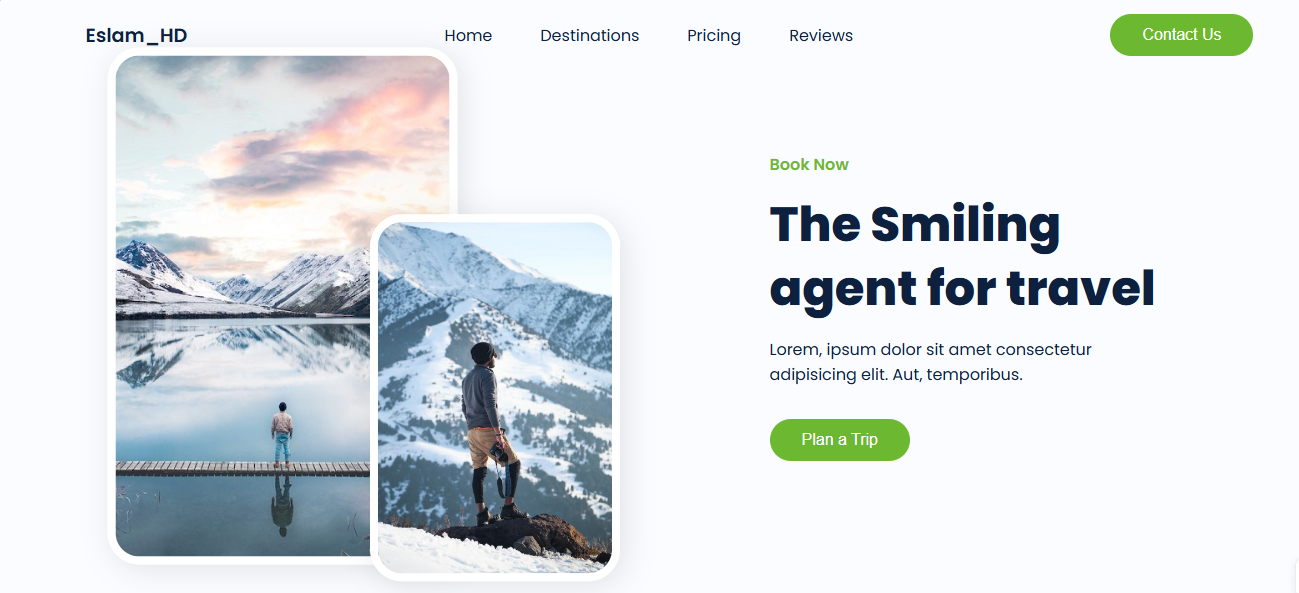 Eslam_HD
Home
Destinations
Pricing
Reviews
Contact Us
Book Now
The Smiling
agent for travel
Lorem, ipsum dolor sit amet consectetur
adipisicing elit. Aut, temporibus.
Plan a Trip